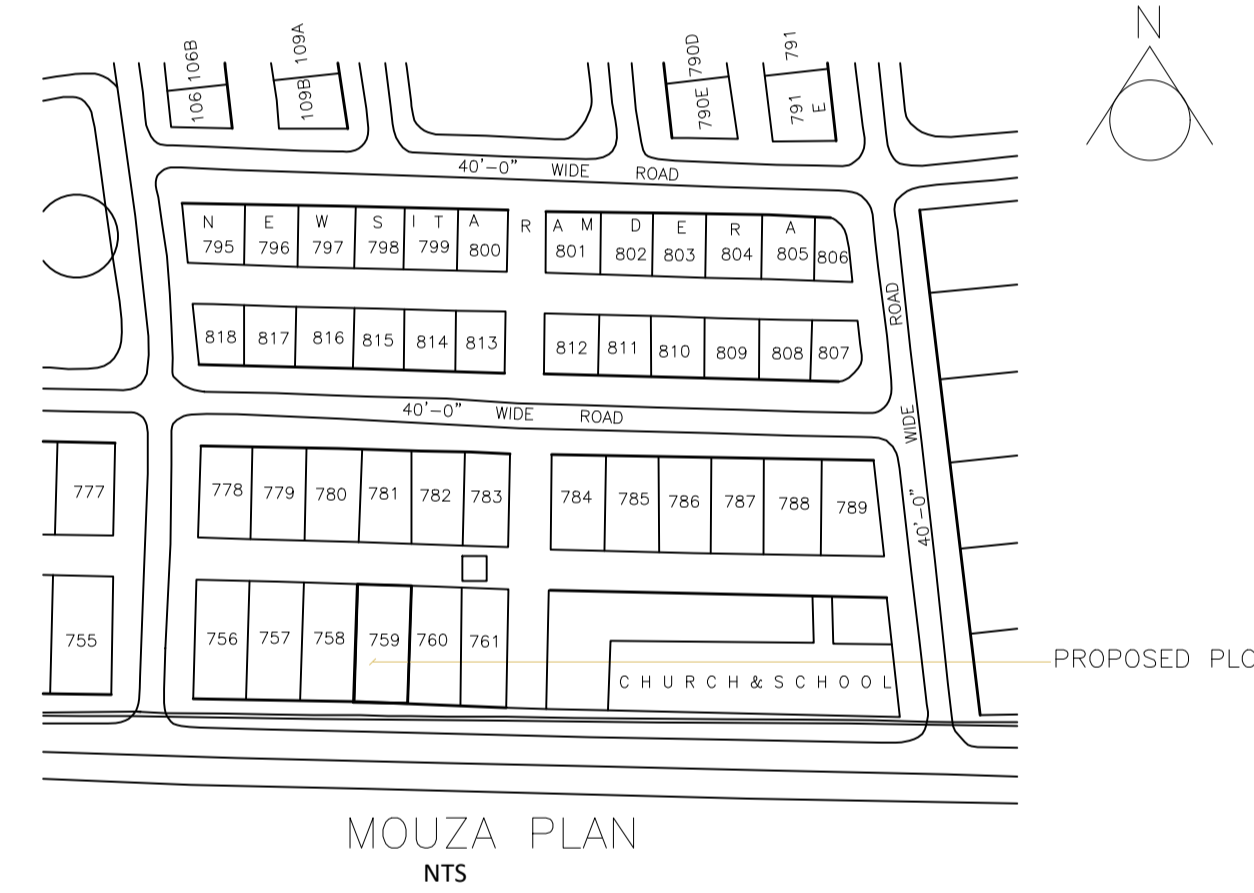 N
106B 109A 790D 791
106 109B 790E 791 E
40'-0" WIDE ROAD
N E W S I T A R A M D E R A
795 796 797 798 799 800 801 802 803 804 805 806
818 817 816 815 814 813 812 811 810 809 808 807
40'-0" WIDE ROAD
40'-0" WIDE ROAD
777 778 779 780 781 782 783 784 785 786 787 788 789
755 756 757 758 759 760 761
PROPOSED PLO
CHURCH & SCHOOL
MOUZA PLAN
NTS